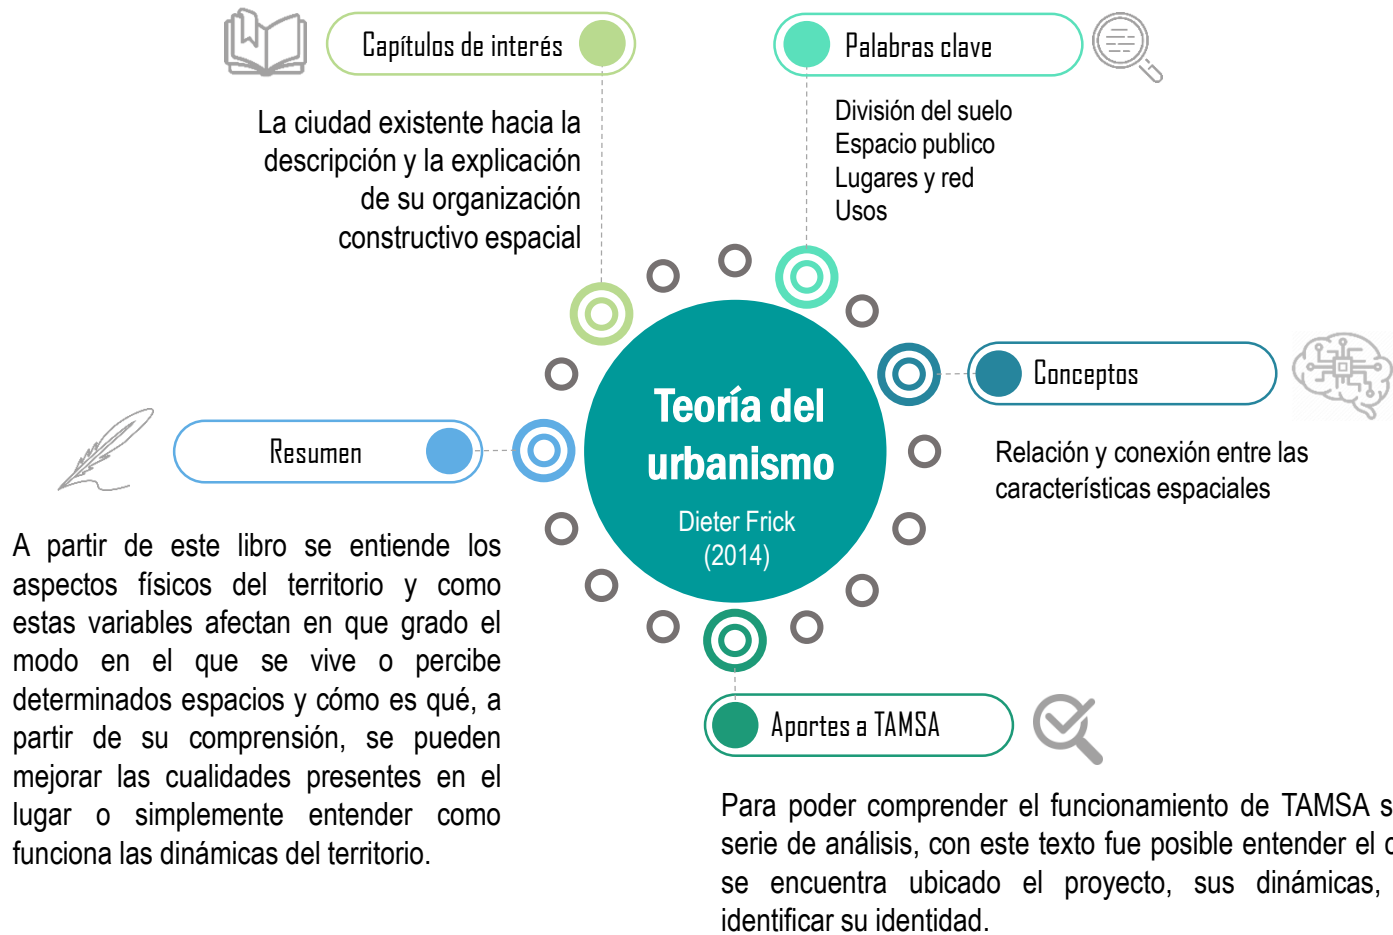 Capítulos de interés
La ciudad existente hacia la
descripción y la explicación
de su organización
constructivo espacial
Palabras clave
División del suelo
Espacio publico
Lugares y red
Usos
Teoría del
urbanismo
Dieter Frick
(2014)
Conceptos
Relación y conexión entre las
características espaciales
Resumen
A partir de este libro se entiende los
aspectos físicos del territorio y como
estas variables afectan en que grado el
modo en el que se vive o percibe
determinados espacios y cómo es qué, a
partir de su comprensión, se pueden
mejorar las cualidades presentes en el
lugar o simplemente entender como
funciona las dinámicas del territorio.
Aportes a TAMSA
Para poder comprender el funcionamiento de TAMSA
serie de análisis, con este texto fue posible entender el
se encuentra ubicado el proyecto, sus dinámicas,
identificar su identidad.